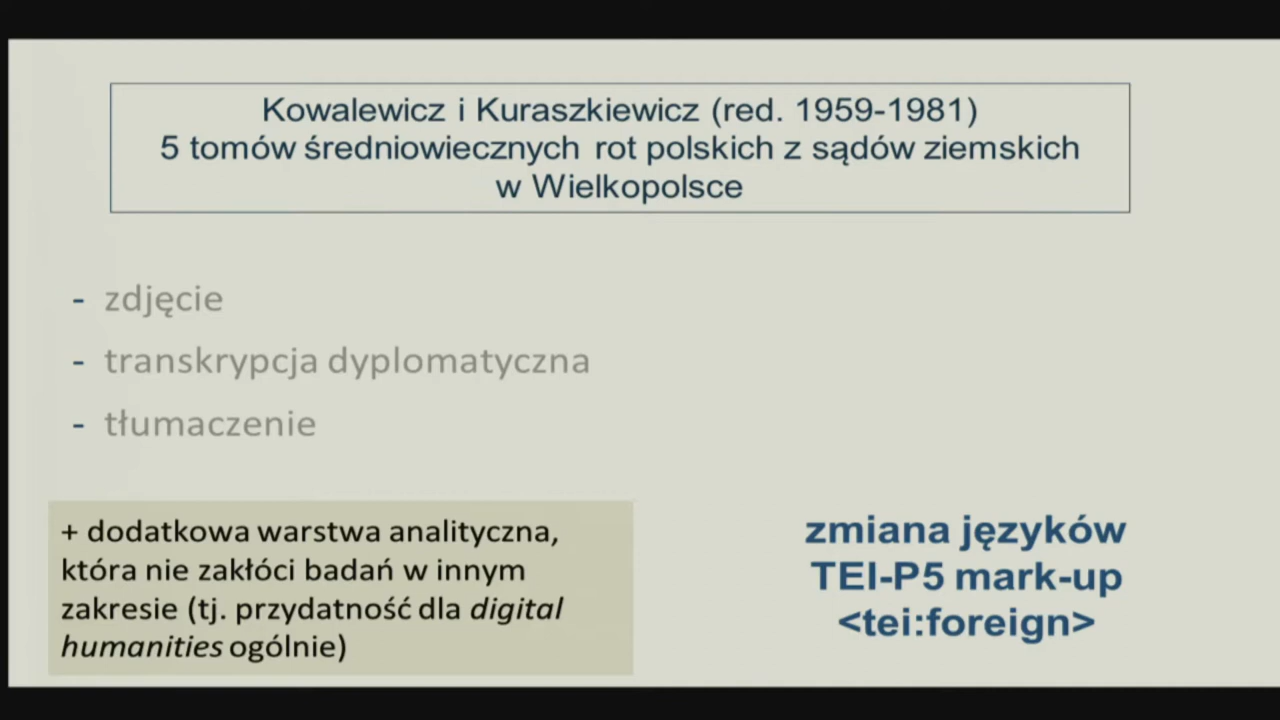 Kowalewicz i Kuraszkiewicz (red. 1959-1981)
5 tomów średniowiecznych rot polskich z sądów ziemskich
w Wielkopolsce
- zdjęcie
- transkrypcja dyplomatyczna
- tłumaczenie
+ dodatkowa warstwa analityczna,
która nie zakłóci badań w innym
zakresie (tj. przydatność dla digital
humanities ogólnie)
zmiana języków
TEI-P5 mark-up
<tei:foreign>